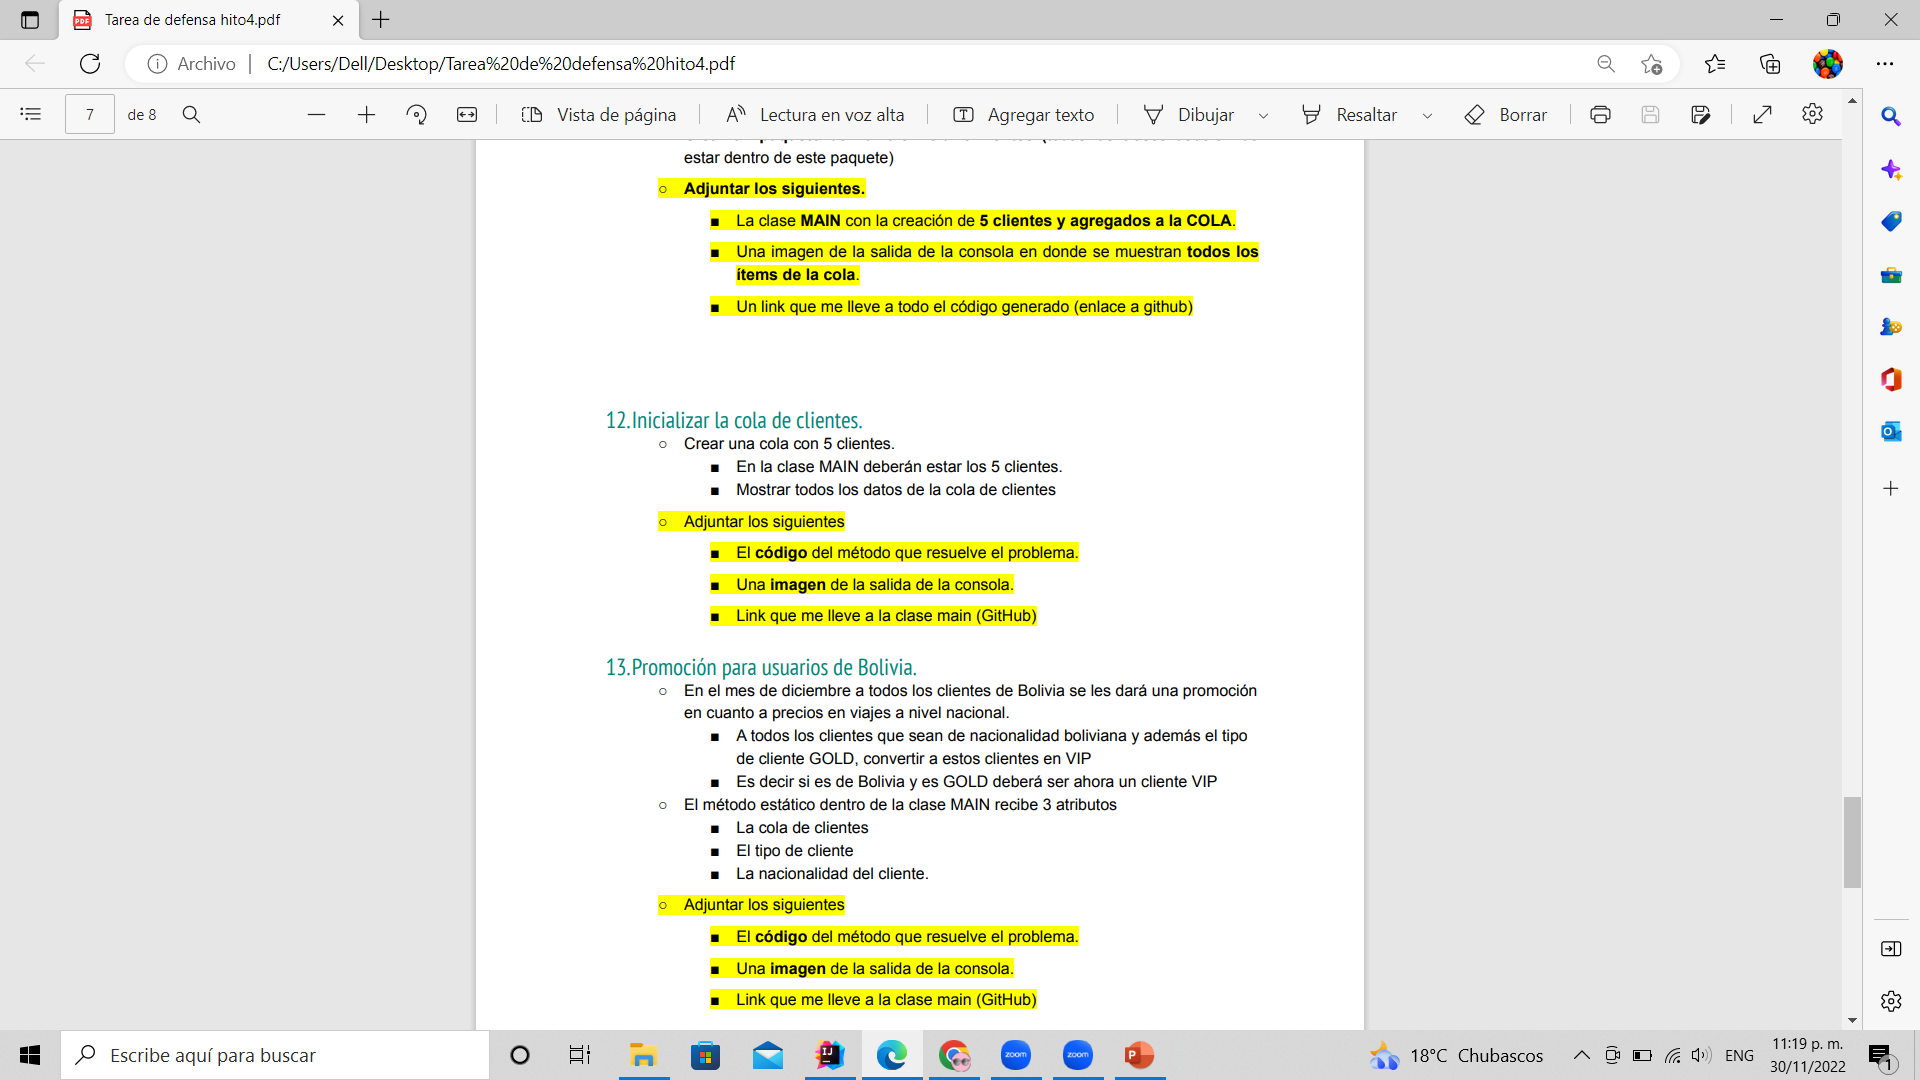 Tarea de defensa hito4.pdf
Archivo
C:/Users/Dell/Desktop/Tarea%20de%20defensa%20hito4.pdf
7 de 8
Vista de página
Lectura en voz alta
Agregar texto
Dibujar
Resaltar
Borrar
estar dentro de este paquete)
○ Adjuntar los siguientes.
■ La clase MAIN con la creación de 5 clientes y agregados a la COLA.
■ Una imagen de la salida de la consola en donde se muestran todos los
ítems de la cola.
■ Un link que me lleve a todo el código generado (enlace a github)
12.Inicializar la cola de clientes.
○ Crear una cola con 5 clientes.
■ En la clase MAIN deberán estar los 5 clientes.
■ Mostrar todos los datos de la cola de clientes
○ Adjuntar los siguientes
■ El código del método que resuelve el problema.
■ Una imagen de la salida de la consola.
■ Link que me lleve a la clase main (GitHub)
13.Promoción para usuarios de Bolivia.
○ En el mes de diciembre a todos los clientes de Bolivia se les dará una promoción
en cuanto a precios en viajes a nivel nacional.
■ A todos los clientes que sean de nacionalidad boliviana y además el tipo
de cliente GOLD, convertir a estos clientes en VIP
■ Es decir si es de Bolivia y es GOLD deberá ser ahora un cliente VIP
○ El método estático dentro de la clase MAIN recibe 3 atributos
■ La cola de clientes
■ El tipo de cliente
■ La nacionalidad del cliente.
○ Adjuntar los siguientes
■ El código del método que resuelve el problema.
■ Una imagen de la salida de la consola.
■ Link que me lleve a la clase main (GitHub)
Escribe aquí para buscar
zoom
zoom
18°C Chubascos
ENG
11:19 p. m.
30/11/2022
1